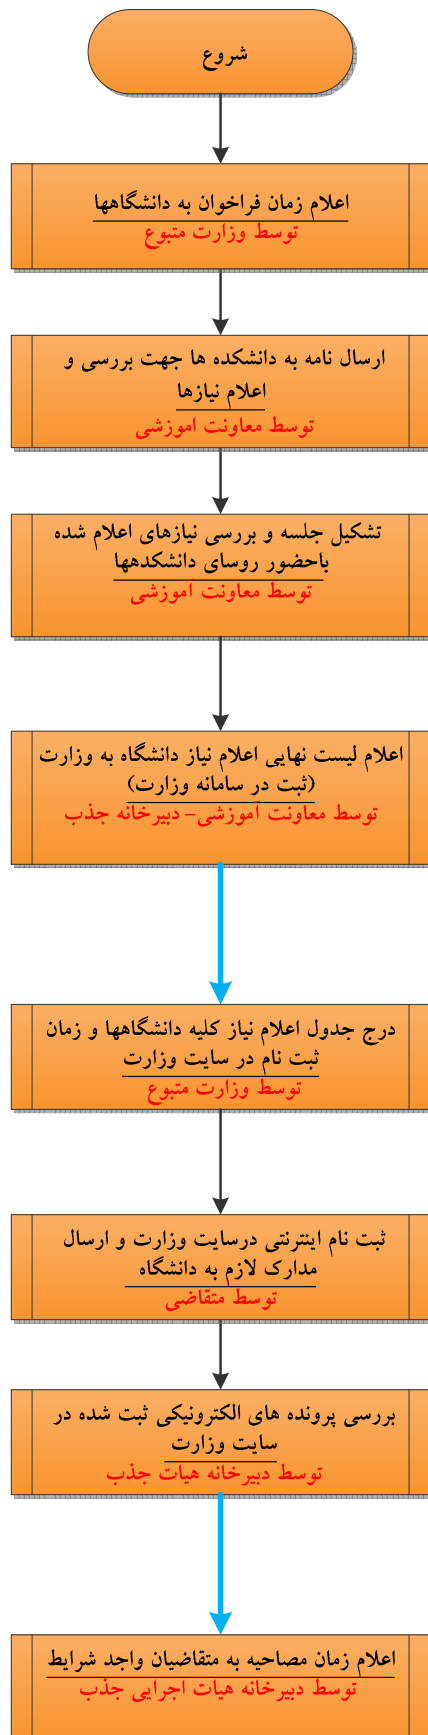 شروع
اعلام زمان فراخوان به دانشگاهها
توسط وزارت متبوع
ارسال نامه به دانشکده ها جهت بررسی و
اعلام نیازها
توسط معاونت اموزشی
تشکیل جلسه و بررسی نیازهای اعلام شده
باحضور روسای دانشکدهها
توسط معاونت آموزشی
اعلام لیست نهایی اعلام نیاز دانشگاه به وزارت
(ثبت در سامانه وزارت)
توسط معاونت آموزشی- دبیرخانه جذب
درج جدول اعلام نیاز کلیه دانشگاهها و زمان
ثبت نام در سایت وزارت
توسط وزارت متبوع
ثبت نام اینترنتی درسایت وزارت و ارسال
مدارک لازم به دانشگاه
توسط متقاضی
بررسی پرونده های الکترونیکی ثبت شده در
سایت وزارت
توسط دبیرخانه هیات جذب
اعلام زمان مصاحبه به متقاضیان واجد شرایط
توسط دبیرخانه هیات اجرایی جذب